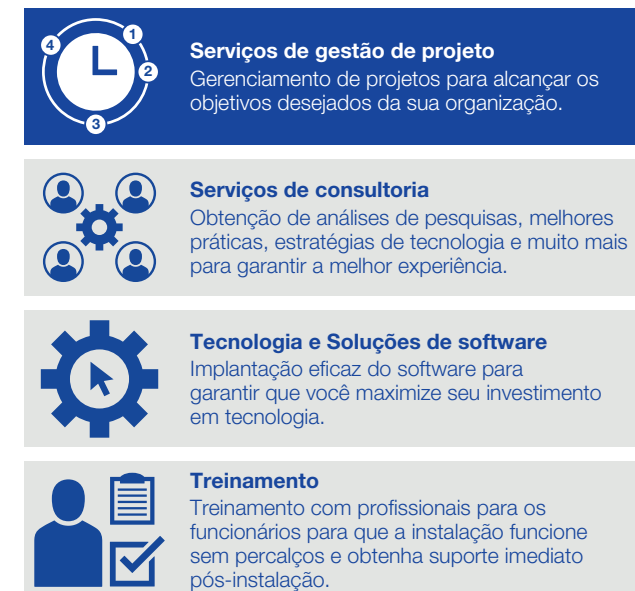 1
2
3
4
Serviços de gestão de projeto
Gerenciamento de projetos para alcançar os
objetivos desejados da sua organização.
Serviços de consultoria
Obtenção de análises de pesquisas, melhores
práticas, estratégias de tecnologia e muito mais
para garantir a melhor experiência.
Tecnologia e Soluções de software
Implantação eficaz do software para
garantir que você maximize seu investimento
em tecnologia.
Treinamento
Treinamento com profissionais para os
funcionários para que a instalação funcione
sem percalços e obtenha suporte imediato
pós-instalação.